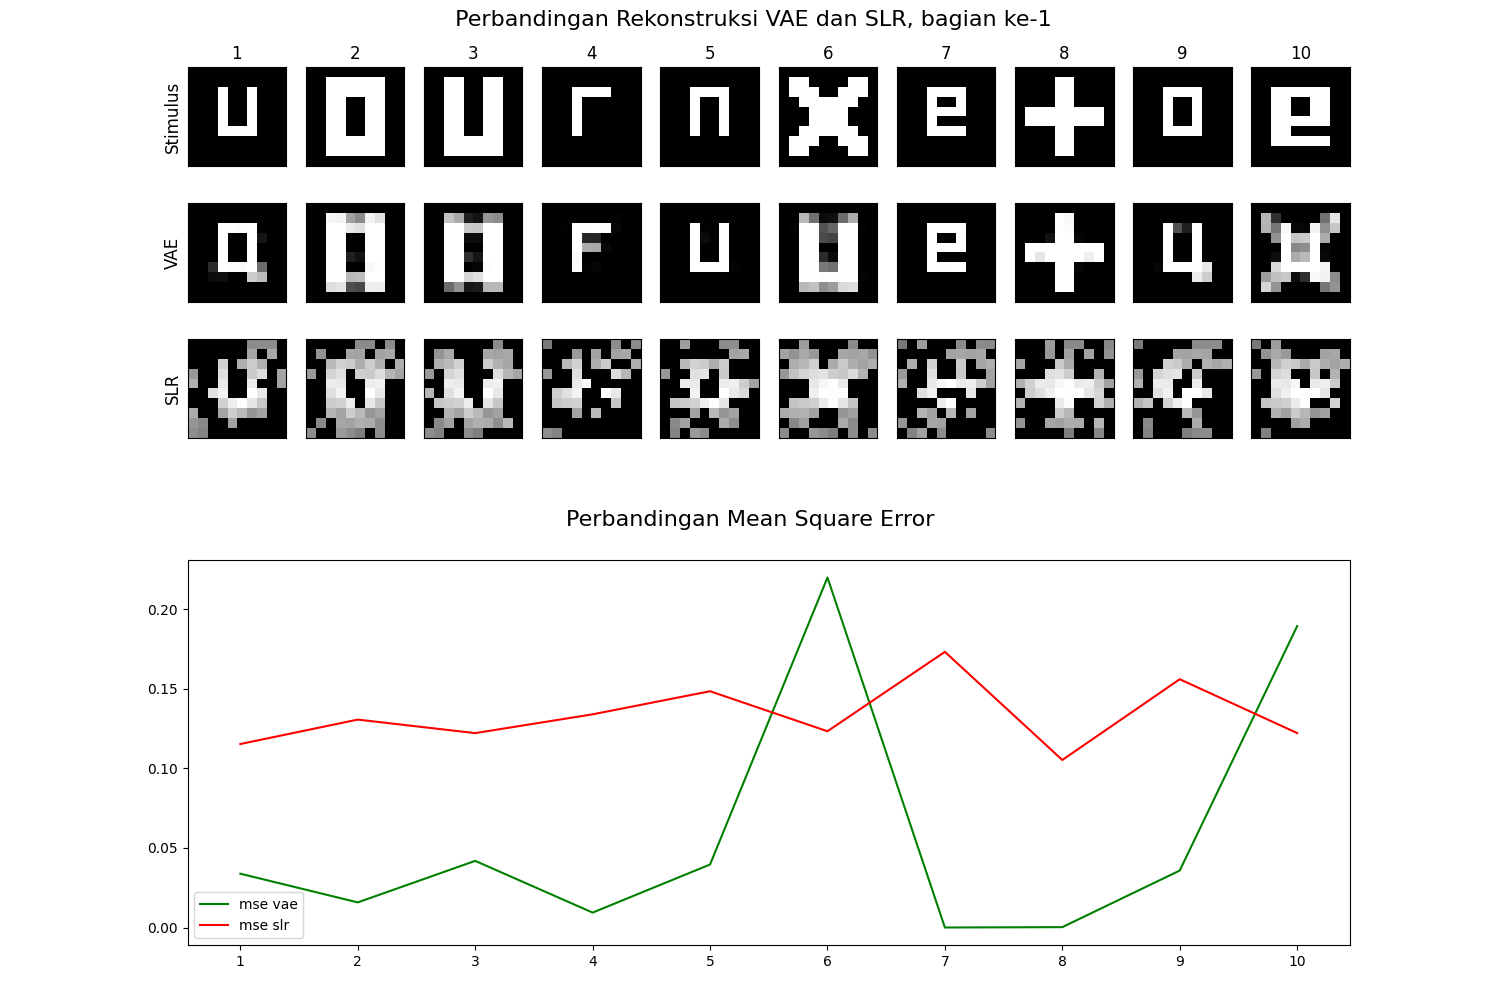 Perbandingan Rekonstruksi VAE dan SLR, bagian ke-1
1 2 3 4 5 6 7 8 9 10
Stimulus
u o u r n x e + o e
VAE
SLR
Perbandingan Mean Square Error
0.20
0.15
0.10
0.05
0.00
mse vae
mse slr
1 2 3 4 5 6 7 8 9 10